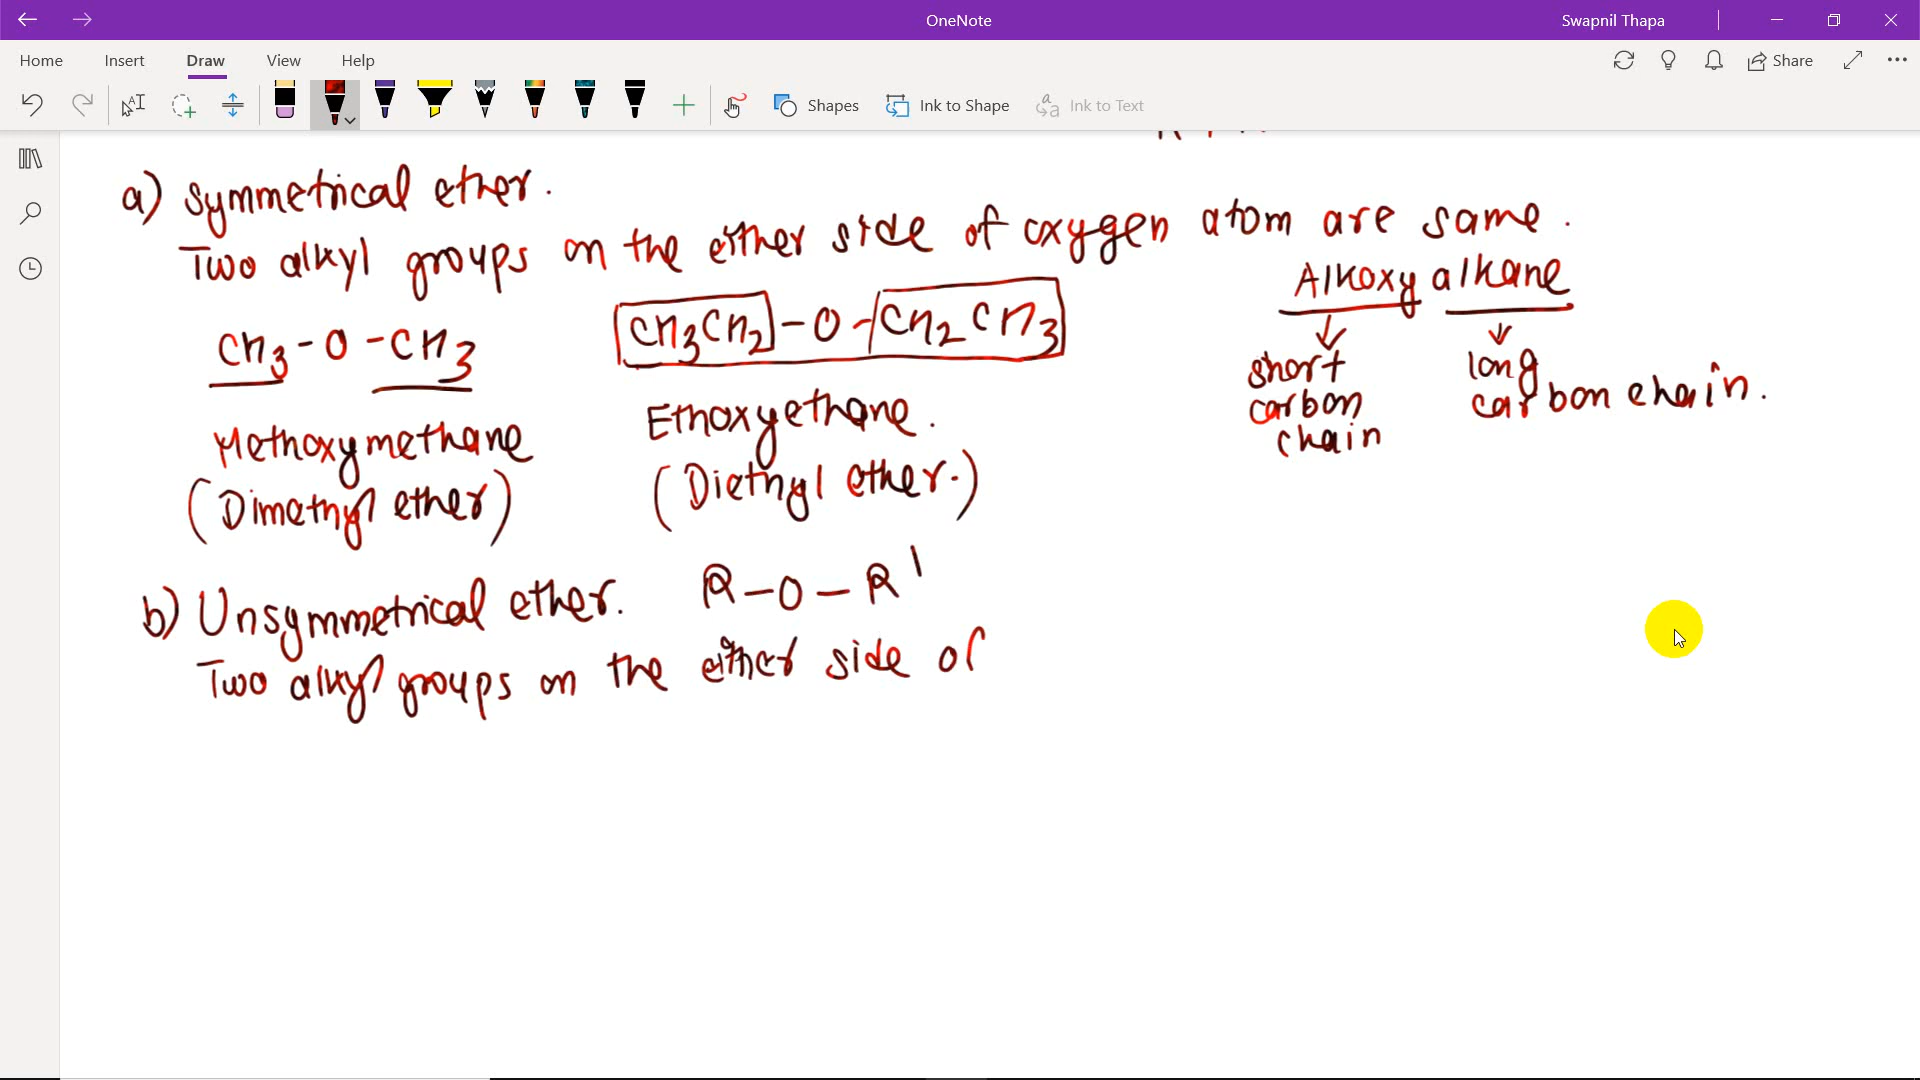 OneNote
Swapnil Thapa
Home Insert Draw View Help
Share
Shapes Ink to Shape Ink to Text
a) Symmetrical ether.
Two alkyl groups on the either side of oxygen atom are same.
Alkoxy alkane
CH3-O-CH3
CH3CH2-O-CH2CH3
short carbon chain
long carbon chain.
Methoxymethane
(Dimethyl ether)
Ethoxyethane.
(Diethyl ether.)
b) Unsymmetrical ether. R-O-R'
Two alkyl groups on the either side of